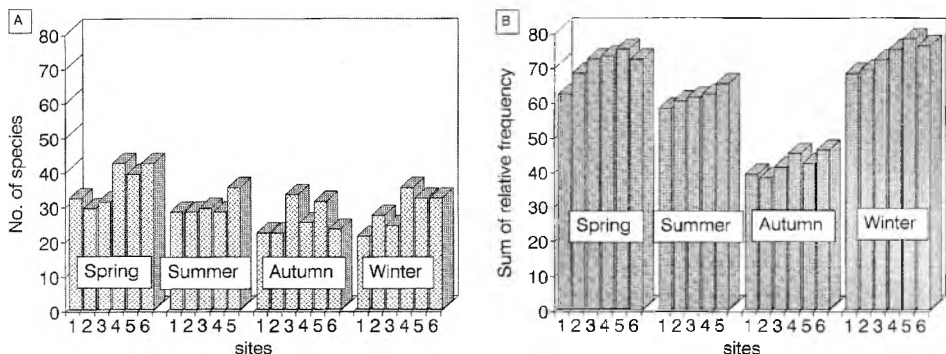 A
No. of species
80
70
60
50
40
30
20
10
0
Spring
Summer
Autumn
Winter
1 2 3 4 5 6
1 2 3 4 5
1 2 3 4 5 6
1 2 3 4 5 6
sites
B
Sum of relative frequency
80
70
60
50
40
30
20
10
0
Spring
Summer
Autumn
Winter
1 2 3 4 5 6
1 2 3 4 5
1 2 3 4 5 6
1 2 3 4 5 6
sites